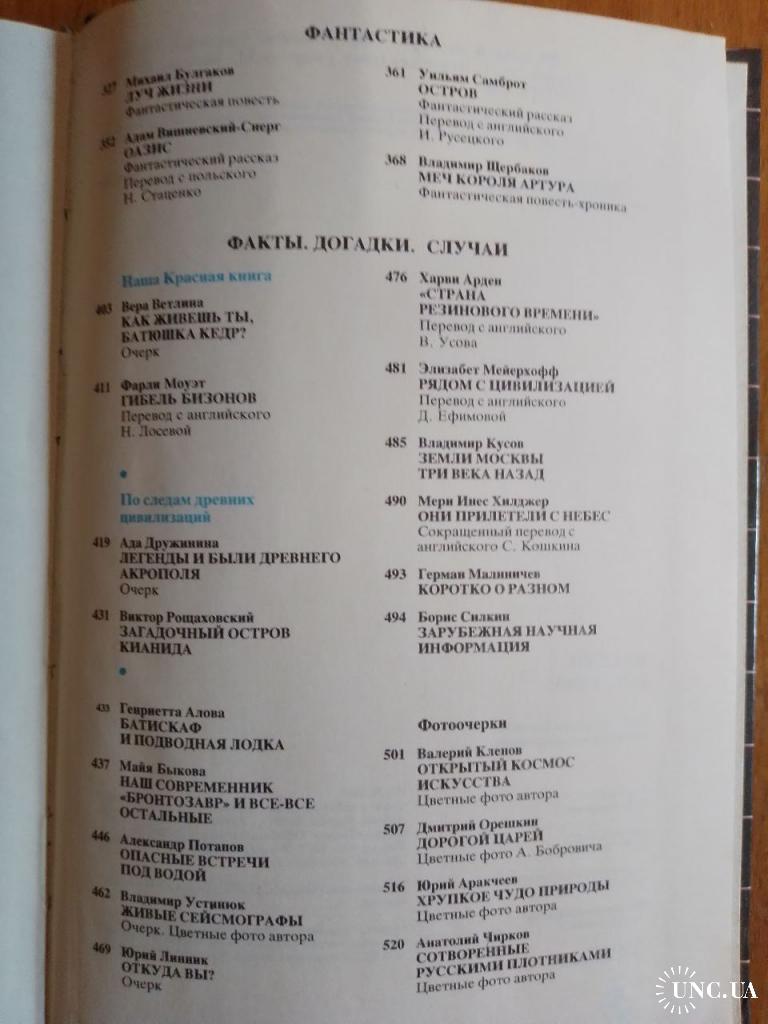 ФАНТАСТИКА
327 Михаил Булгаков
ЛУЧ ЖИЗНИ
Фантастическая повесть
352 Адам Вишневский-Снерг
ОАЗИС
Фантастический рассказ
Перевод с польского
Н. Стаценко
361 Уильям Самброт
ОСТРОВ
Фантастический рассказ
Перевод с английского
И. Русецкого
368 Владимир Щербаков
МЕЧ КОРОЛЯ АРТУРА
Фантастическая повесть-хроника
ФАКТЫ. ДОГАДКИ. СЛУЧАИ
Наша Красная книга
403 Вера Ветлина
КАК ЖИВЕШЬ ТЫ,
БАТЮШКА КЕДР?
Очерк
411 Фарли Моуэт
ГИБЕЛЬ БИЗОНОВ
Перевод с английского
Н. Лосевой
По следам древних
цивилизаций
419 Ада Дружинина
ЛЕГЕНДЫ И БЫЛИ ДРЕВНЕГО
АКРОПОЛЯ
Очерк
431 Виктор Рощаховский
ЗАГАДОЧНЫЙ ОСТРОВ
КИАНИДА
433 Генриетта Алова
БАТИСКАФ
И ПОДВОДНАЯ ЛОДКА
437 Майя Быкова
НАШ СОВРЕМЕННИК
«БРОНТОЗАВР» И ВСЕ-ВСЕ
ОСТАЛЬНЫЕ
446 Александр Потапов
ОПАСНЫЕ ВСТРЕЧИ
ПОД ВОДОЙ
462 Владимир Устинюк
ЖИВЫЕ СЕЙСМОГРАФЫ
Очерк. Цветные фото автора
469 Юрий Линник
ОТКУДА ВЫ?
Очерк
476 Харви Арден
«СТРАНА
РЕЗИНОВОГО ВРЕМЕНИ»
Перевод с английского
В. Усова
481 Элизабет Мейерхофф
РЯДОМ С ЦИВИЛИЗАЦИЕЙ
Перевод с английского
Д. Ефимовой
485 Владимир Кусов
ЗЕМЛИ МОСКВЫ
ТРИ ВЕКА НАЗАД
490 Мери Инес Хилджер
ОНИ ПРИЛЕТЕЛИ С НЕБЕС
Сокращенный перевод с
английского С. Кошкина
493 Герман Малиничев
КОРОТКО О РАЗНОМ
494 Борис Силкин
ЗАРУБЕЖНАЯ НАУЧНАЯ
ИНФОРМАЦИЯ
Фотоочерки
501 Валерий Кленов
ОТКРЫТЫЙ КОСМОС
ИСКУССТВА
Цветные фото автора
507 Дмитрий Орешкин
ДОРОГОЙ ЦАРЕЙ
Цветные фото А. Бобровича
516 Юрий Аракчеев
ХРУПКОЕ ЧУДО ПРИРОДЫ
Цветные фото автора
520 Анатолий Чирков
СОТВОРЕННЫЕ
РУССКИМИ ПЛОТНИКАМИ
Цветные фото автора
UNC.UA